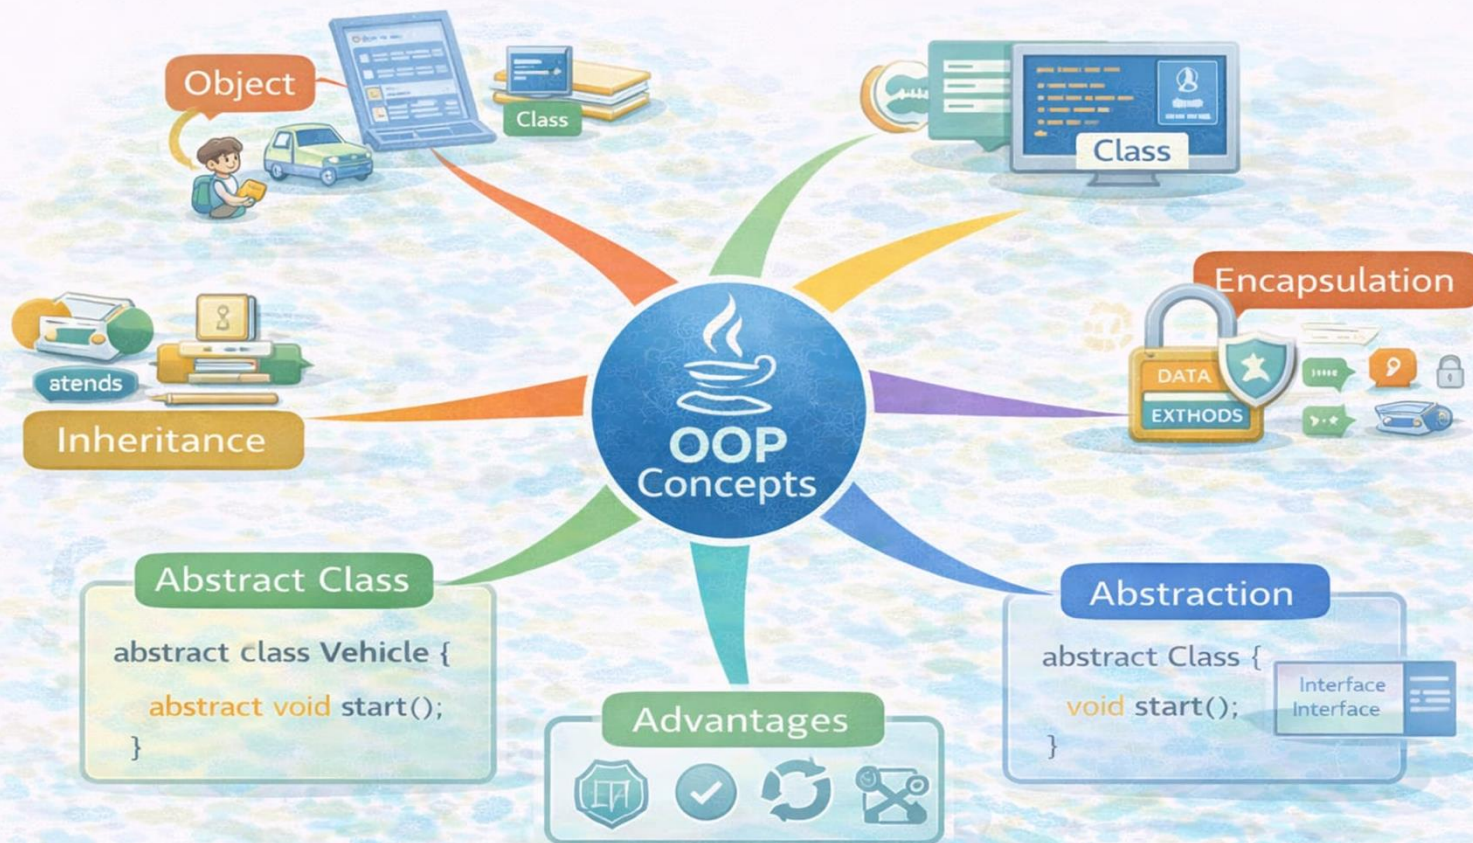 Object
Class
Class
Encapsulation
DATA
EXTHODS
atends
Inheritance
OOP
Concepts
Abstract Class
abstract class Vehicle {
abstract void start();
}
Abstraction
abstract Class {
void start();
}
Interface
Interface
Advantages